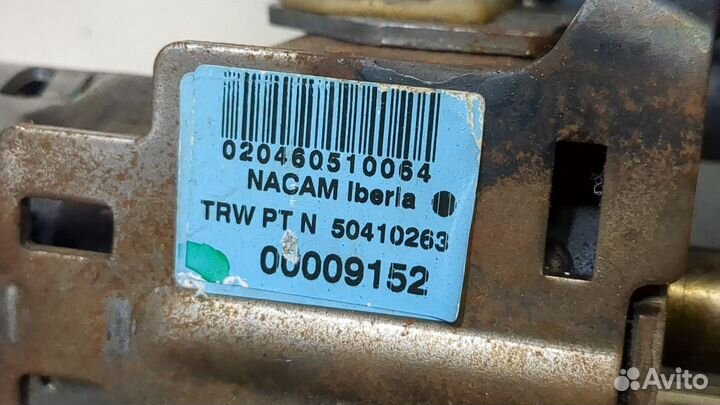 020460510064
NACAM Iberia
TRW PT N 50410263
00009152
Avito